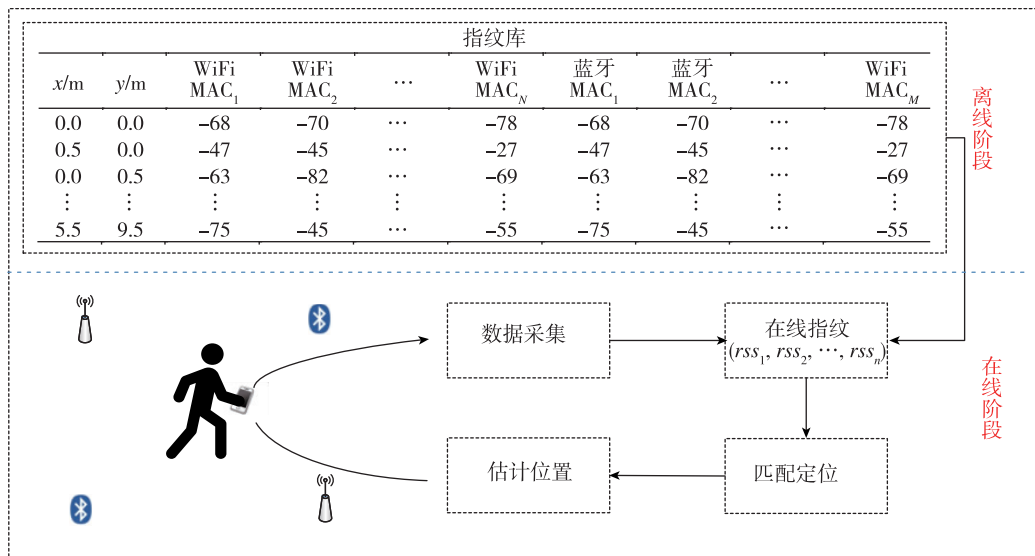 指纹库
x/m y/m WiFi MAC₁ WiFi MAC₂ ⋯ WiFi MAC_N 蓝牙 MAC₁ 蓝牙 MAC₂ ⋯ WiFi MAC_M
0.0 0.0 –68 –70 ⋯ –78 –68 –70 ⋯ –78
0.5 0.0 –47 –45 ⋯ –27 –47 –45 ⋯ –27
0.0 0.5 –63 –82 ⋯ –69 –63 –82 ⋯ –69
⋮ ⋮ ⋮ ⋮ ⋮ ⋮ ⋮ ⋮ ⋮ ⋮
5.5 9.5 –75 –45 ⋯ –55 –75 –45 ⋯ –55
离线阶段
数据采集
在线指纹
(rss₁, rss₂, ⋯, rssₙ)
在线阶段
估计位置
匹配定位